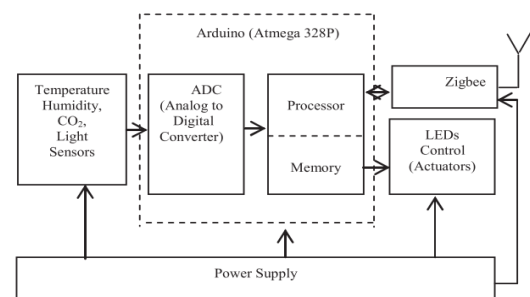 Arduino (Atmega 328P)
Temperature
Humidity,
CO₂,
Light
Sensors
ADC
(Analog to
Digital
Converter)
Processor
Memory
Zigbee
LEDs
Control
(Actuators)
Power Supply